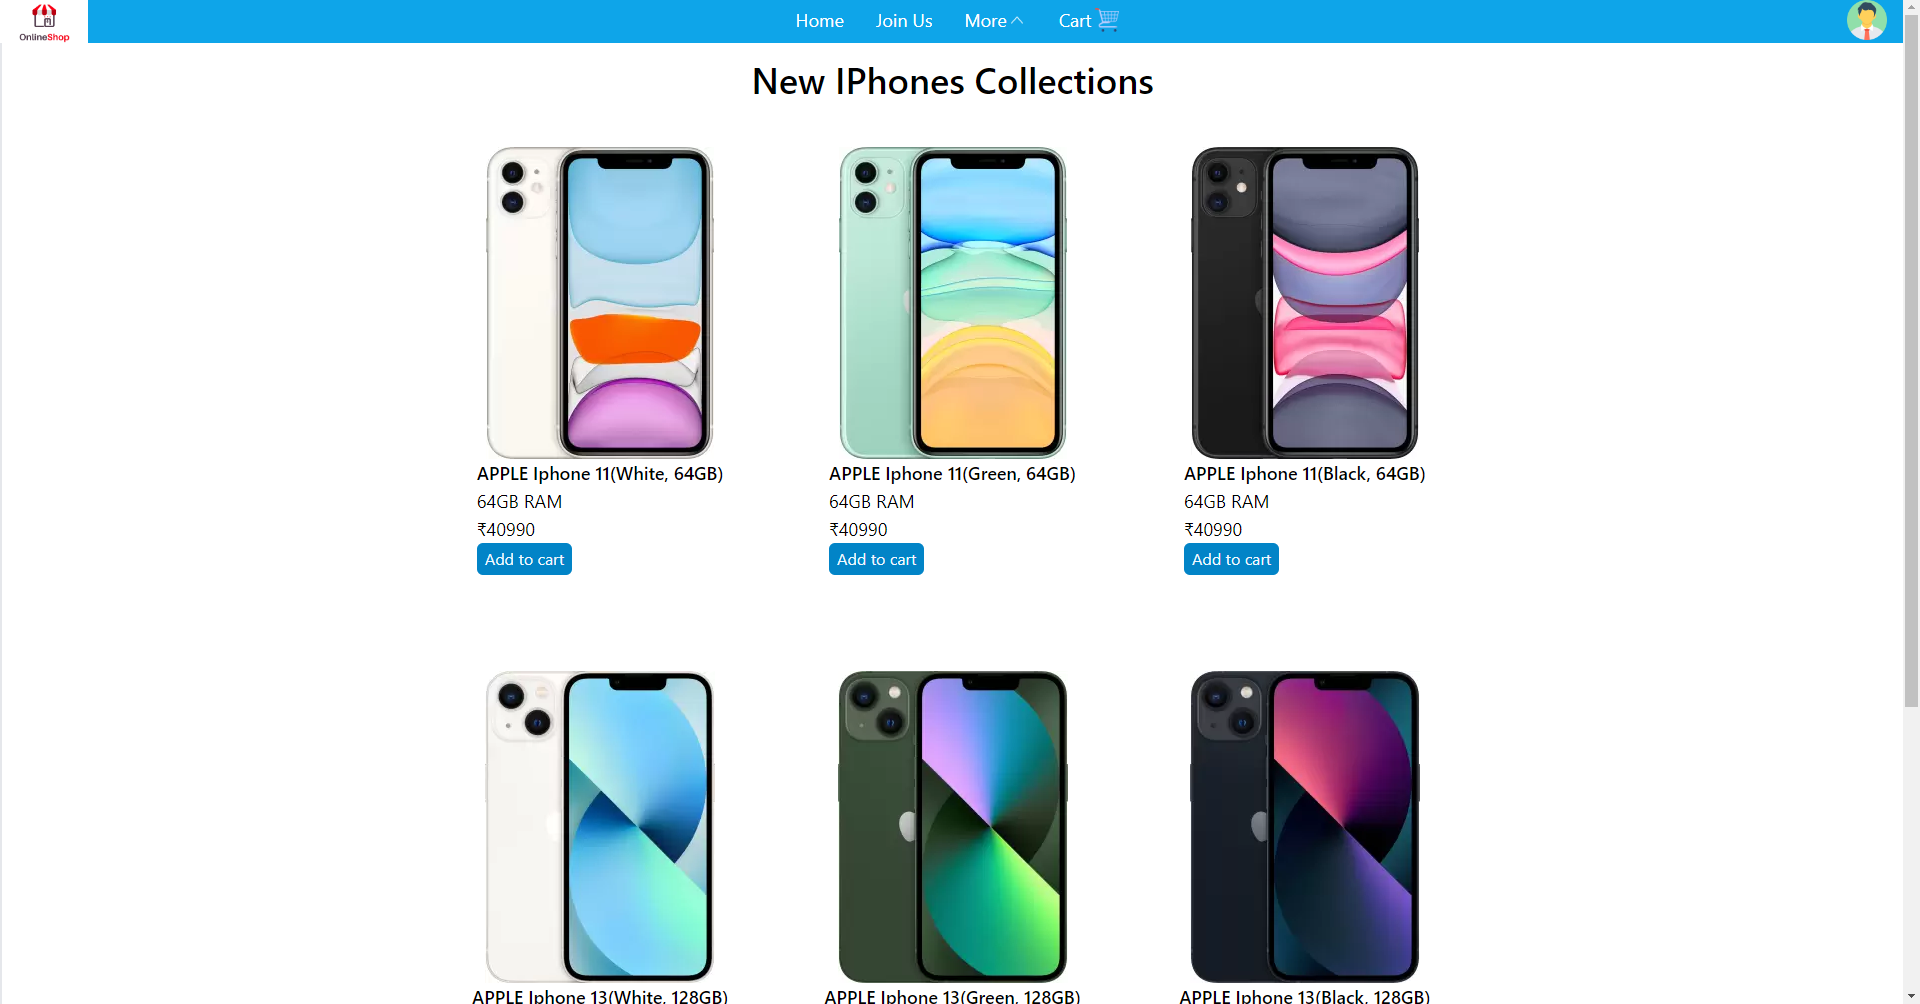 OnlineShop
Home
Join Us
More
Cart
New IPhones Collections
APPLE Iphone 11(White, 64GB)
64GB RAM
₹40990
Add to cart
APPLE Iphone 11(Green, 64GB)
64GB RAM
₹40990
Add to cart
APPLE Iphone 11(Black, 64GB)
64GB RAM
₹40990
Add to cart
APPLE Iphone 13(White, 128GB)
APPLE Iphone 13(Green, 128GB)
APPLE Iphone 13(Black, 128GB)